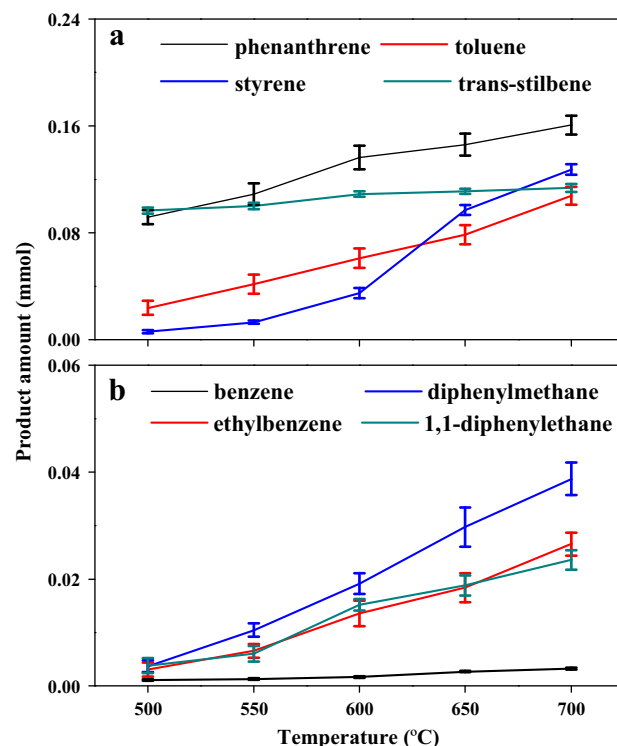 0.24
a
phenanthrene
toluene
styrene
trans-stilbene
0.16
0.08
0.00
Product amount (mmol)
0.06
b
benzene
diphenylmethane
ethylbenzene
1,1-diphenylethane
0.04
0.02
0.00
500 550 600 650 700
Temperature (ºC)